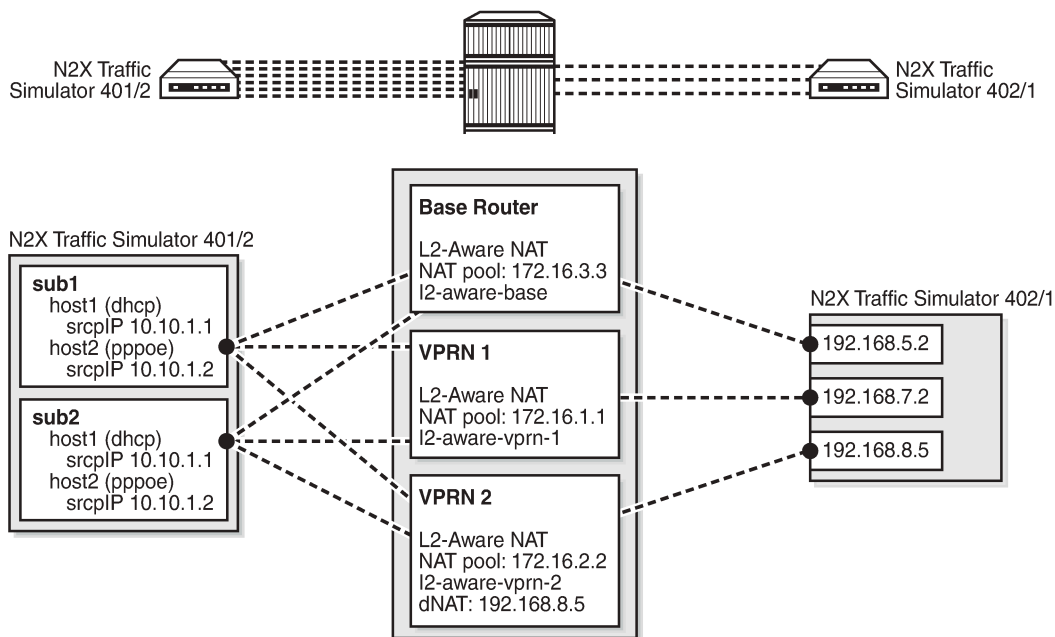 N2X Traffic
Simulator 401/2
N2X Traffic
Simulator 402/1
N2X Traffic Simulator 401/2
sub1
host1 (dhcp)
srcpIP 10.10.1.1
host2 (pppoe)
srcpIP 10.10.1.2
sub2
host1 (dhcp)
srcpIP 10.10.1.1
host2 (pppoe)
srcpIP 10.10.1.2
Base Router
L2-Aware NAT
NAT pool: 172.16.3.3
l2-aware-base
VPRN 1
L2-Aware NAT
NAT pool: 172.16.1.1
l2-aware-vprn-1
VPRN 2
L2-Aware NAT
NAT pool: 172.16.2.2
l2-aware-vprn-2
dNAT: 192.168.8.5
N2X Traffic Simulator 402/1
192.168.5.2
192.168.7.2
192.168.8.5